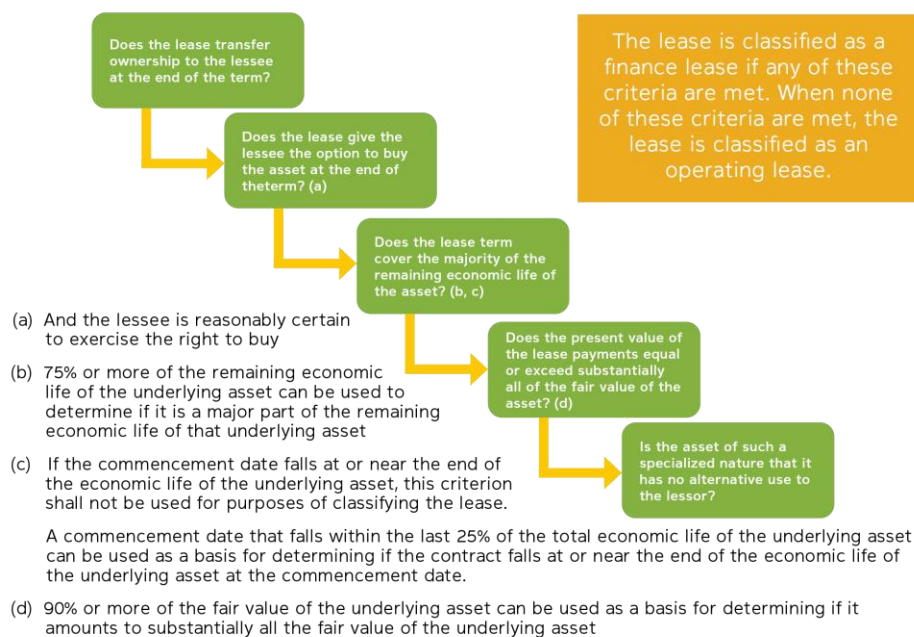 Does the lease transfer
ownership to the lessee
at the end of the term?
The lease is classified as a
finance lease if any of these
criteria are met. When none
of these criteria are met, the
lease is classified as an
operating lease.
Does the lease give the
lessee the option to buy
the asset at the end of
theterm? (a)
Does the lease term
cover the majority of the
remaining economic life of
the asset? (b, c)
Does the present value of
the lease payments equal
or exceed substantially
all of the fair value of the
asset? (d)
Is the asset of such a
specialized nature that it
has no alternative use to
the lessor?
(a) And the lessee is reasonably certain
to exercise the right to buy
(b) 75% or more of the remaining economic
life of the underlying asset can be used to
determine if it is a major part of the remaining
economic life of that underlying asset
(c) If the commencement date falls at or near the end of
the economic life of the underlying asset, this criterion
shall not be used for purposes of classifying the lease.
A commencement date that falls within the last 25% of the total economic life of the underlying asset
can be used as a basis for determining if the contract falls at or near the end of the economic life of
the underlying asset at the commencement date.
(d) 90% or more of the fair value of the underlying asset can be used as a basis for determining if it
amounts to substantially all the fair value of the underlying asset